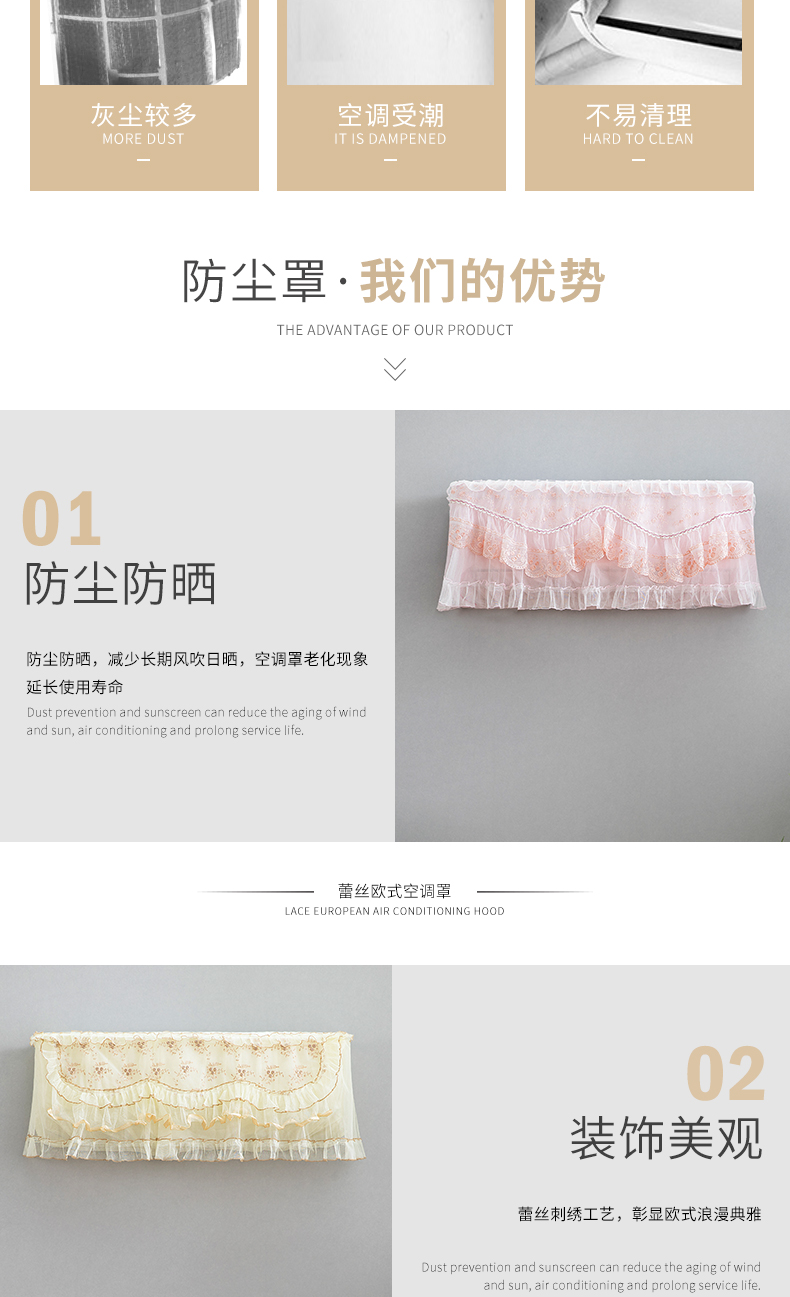 灰尘较多
MORE DUST
空调受潮
IT IS DAMPENED
不易清理
HARD TO CLEAN
防尘罩·我们的优势
THE ADVANTAGE OF OUR PRODUCT
01
防尘防晒
防尘防晒，减少长期风吹日晒，空调罩老化现象
延长使用寿命
Dust prevention and sunscreen can reduce the aging of wind
and sun, air conditioning and prolong service life.
蕾丝欧式空调罩
LACE EUROPEAN AIR CONDITIONING HOOD
02
装饰美观
蕾丝刺绣工艺，彰显欧式浪漫典雅
Dust prevention and sunscreen can reduce the aging of wind
and sun, air conditioning and prolong service life.